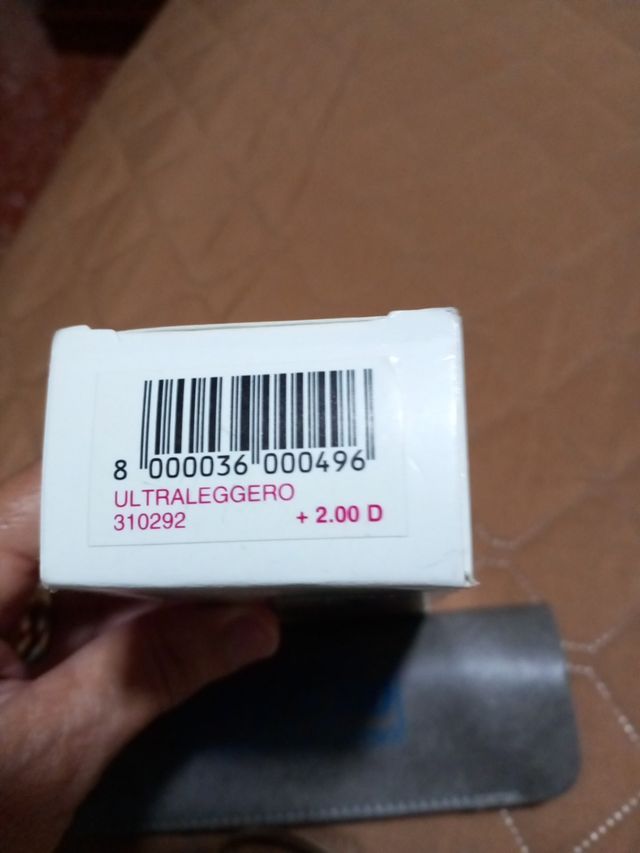 8 000036 000496
ULTRALEGGERO
310292 + 2.00 D